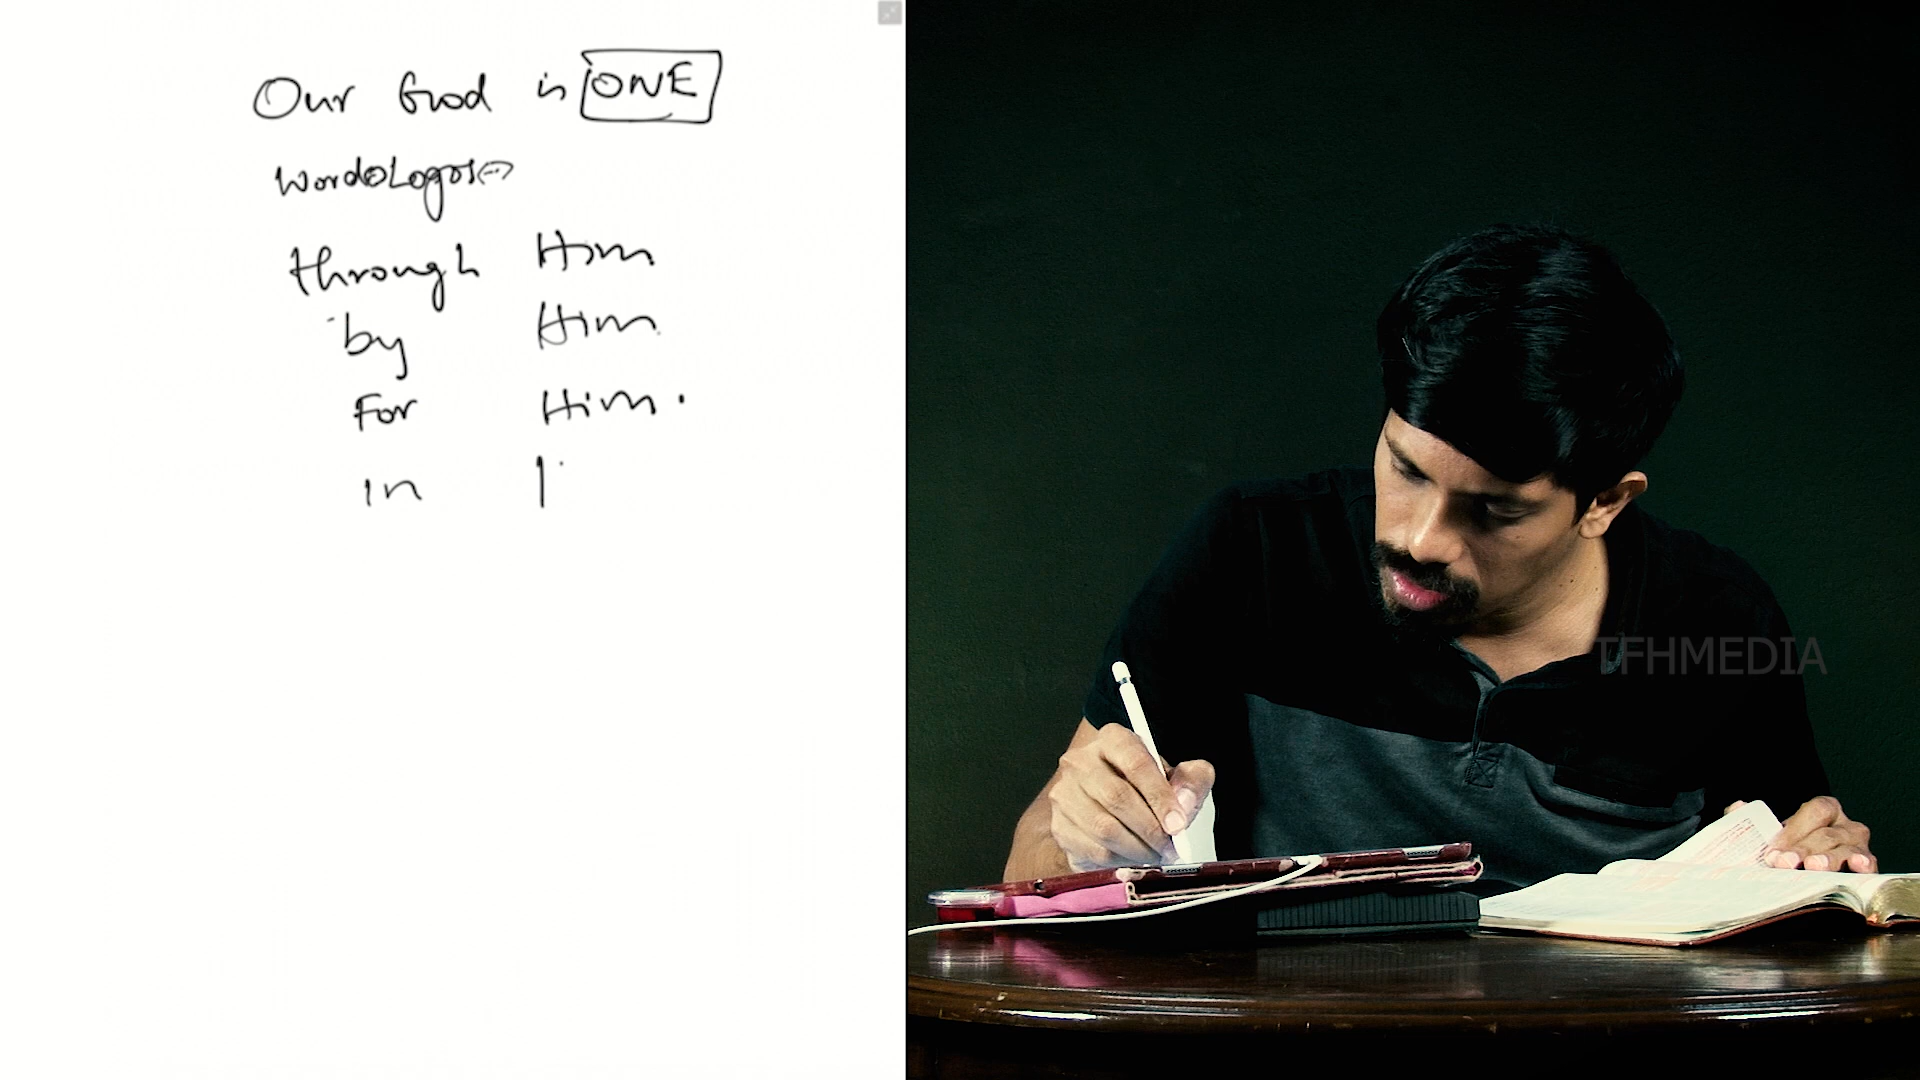 Our God is ONE
Word Logos
through Him
by Him
For Him.
in
TFHMEDIA